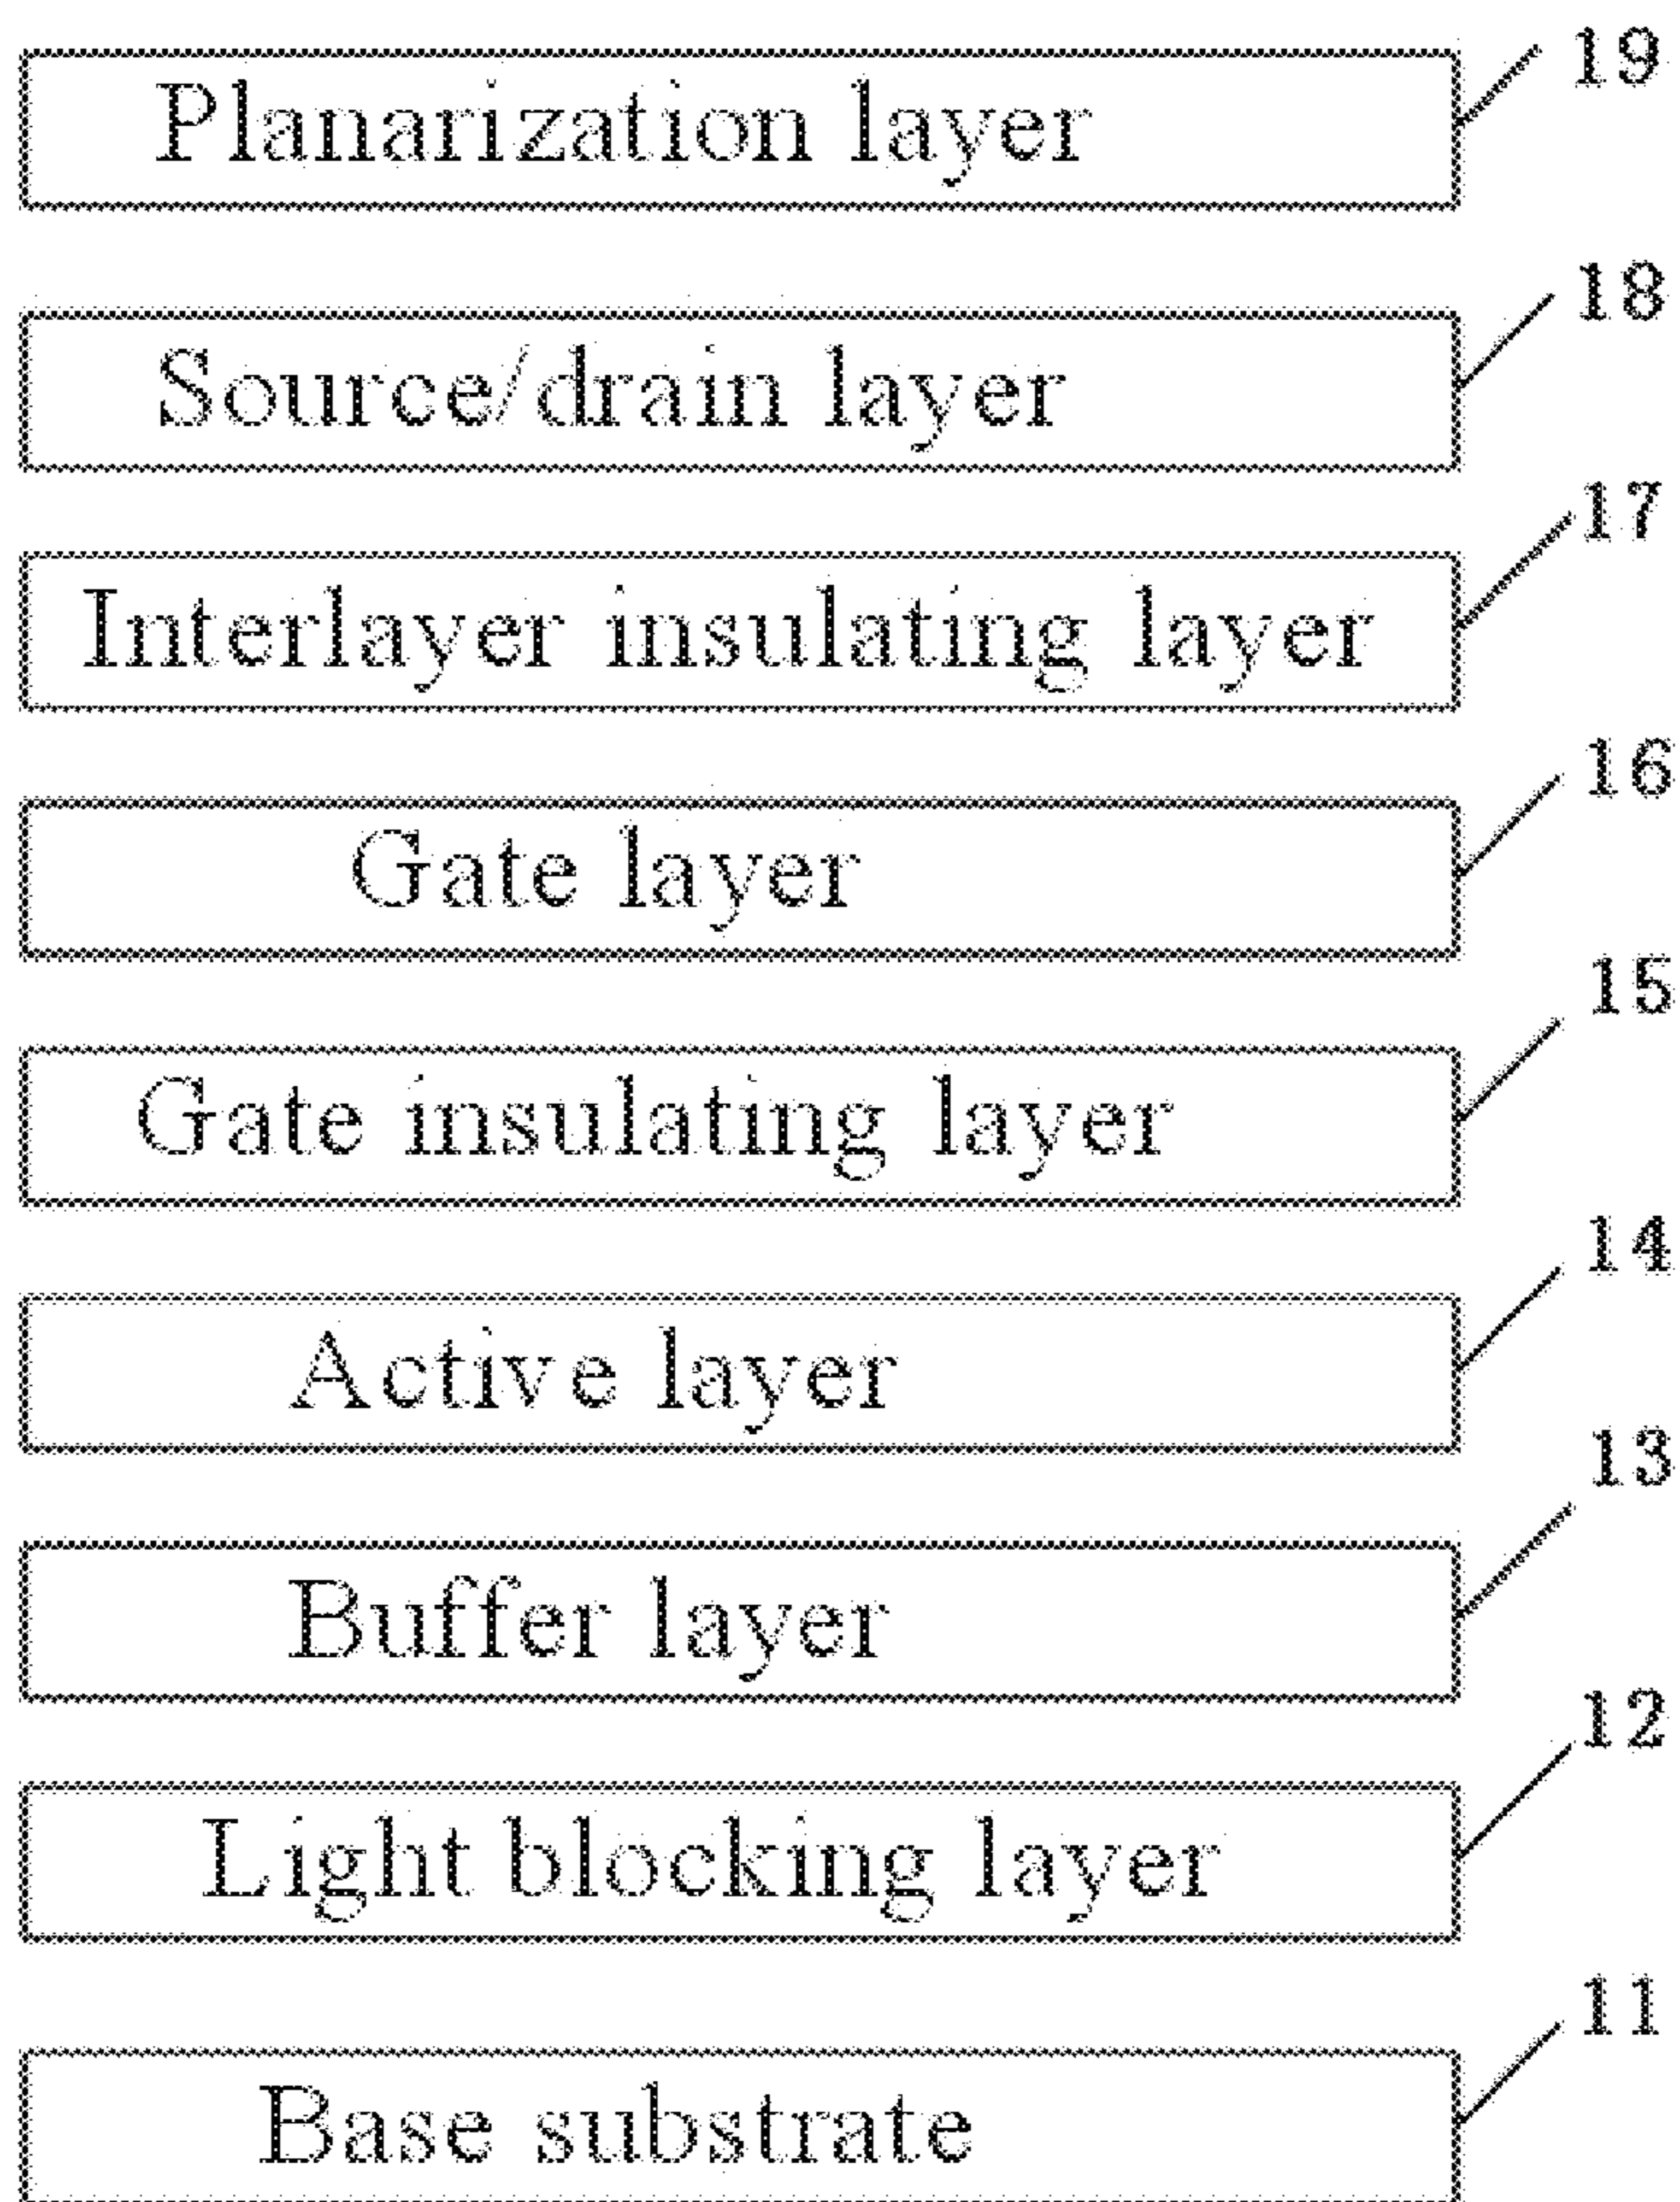 19
Planarization layer
18
Source/drain layer
17
Interlayer insulating layer
16
Gate layer
15
Gate insulating layer
14
Active layer
13
Buffer layer
12
Light blocking layer
11
Base substrate